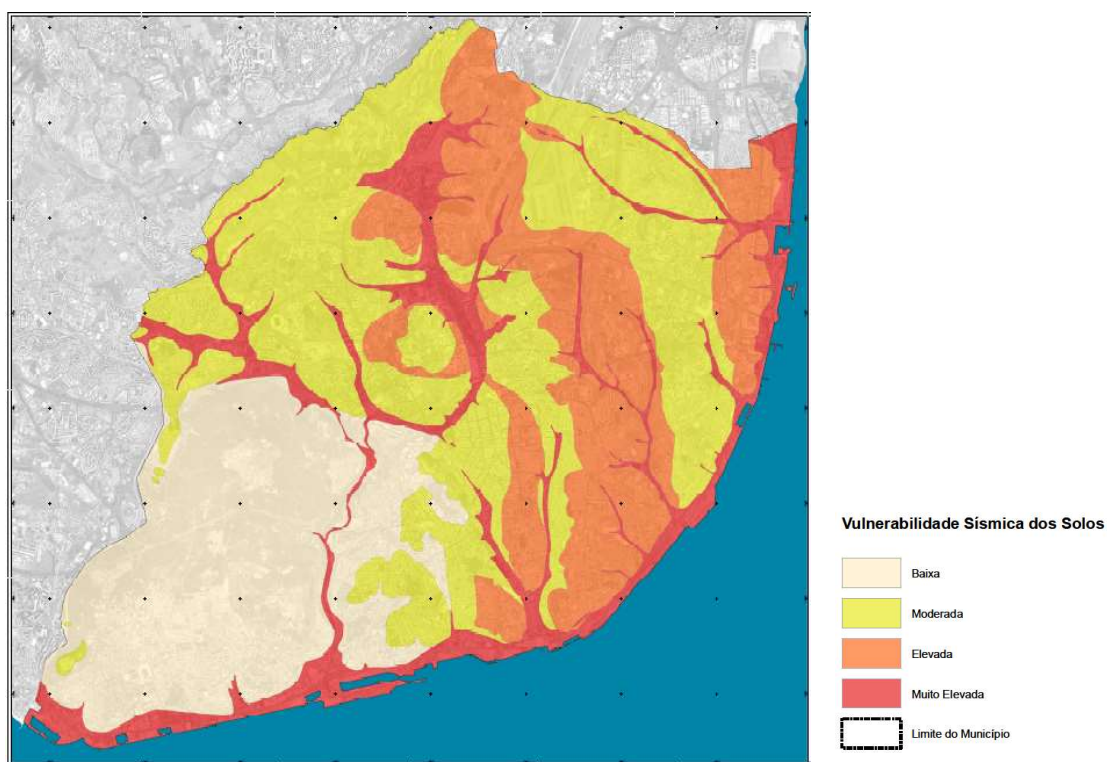 Vulnerabilidade Sísmica dos Solos
Baixa
Moderada
Elevada
Muito Elevada
Limite do Município